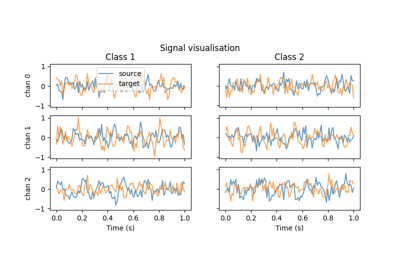 Signal visualisation
Class 1
Class 2
chan 0
1
0
−1
source
target
chan 1
1
0
−1
chan 2
1
0
−1
0.0 0.2 0.4 0.6 0.8 1.0
0.0 0.2 0.4 0.6 0.8 1.0
Time (s)
Time (s)